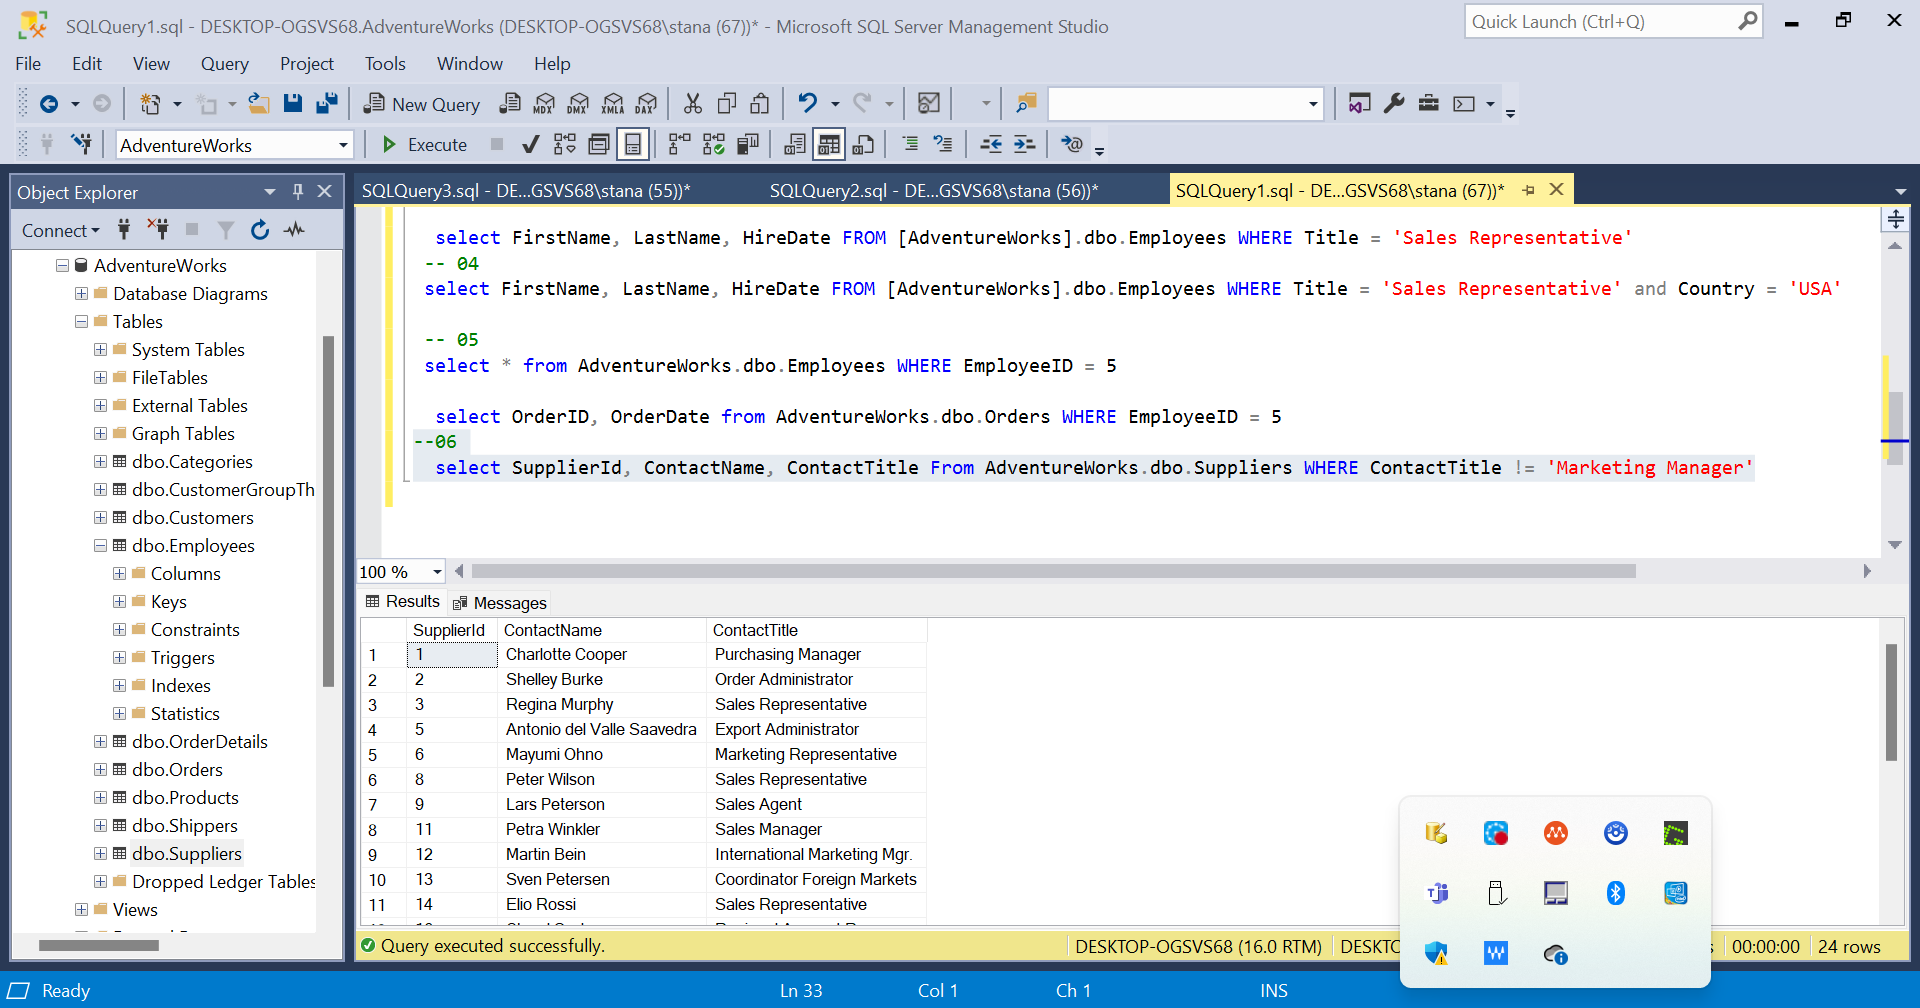 SQLQuery1.sql - DESKTOP-OGSVS68.AdventureWorks (DESKTOP-OGSVS68\stana (67))* - Microsoft SQL Server Management Studio
Quick Launch (Ctrl+Q)
File Edit View Query Project Tools Window Help
New Query MDX DMX XMLA DAX
AdventureWorks Execute
Object Explorer
SQLQuery3.sql - DE...GSVS68\stana (55))* SQLQuery2.sql - DE...GSVS68\stana (56))* SQLQuery1.sql - DE...GSVS68\stana (67))*
Connect
AdventureWorks
Database Diagrams
Tables
System Tables
FileTables
External Tables
Graph Tables
dbo.Categories
dbo.CustomerGroupTh
dbo.Customers
dbo.Employees
Columns
Keys
Constraints
Triggers
Indexes
Statistics
dbo.OrderDetails
dbo.Orders
dbo.Products
dbo.Shippers
dbo.Suppliers
Dropped Ledger Tables
Views
select FirstName, LastName, HireDate FROM [AdventureWorks].dbo.Employees WHERE Title = 'Sales Representative'
-- 04
select FirstName, LastName, HireDate FROM [AdventureWorks].dbo.Employees WHERE Title = 'Sales Representative' and Country = 'USA'
-- 05
select * from AdventureWorks.dbo.Employees WHERE EmployeeID = 5
select OrderID, OrderDate from AdventureWorks.dbo.Orders WHERE EmployeeID = 5
--06
select SupplierId, ContactName, ContactTitle From AdventureWorks.dbo.Suppliers WHERE ContactTitle != 'Marketing Manager'
100 %
Results Messages
SupplierId ContactName ContactTitle
1 1 Charlotte Cooper Purchasing Manager
2 2 Shelley Burke Order Administrator
3 3 Regina Murphy Sales Representative
4 5 Antonio del Valle Saavedra Export Administrator
5 6 Mayumi Ohno Marketing Representative
6 8 Peter Wilson Sales Representative
7 9 Lars Peterson Sales Agent
8 11 Petra Winkler Sales Manager
9 12 Martin Bein International Marketing Mgr.
10 13 Sven Petersen Coordinator Foreign Markets
11 14 Elio Rossi Sales Representative
Query executed successfully. DESKTOP-OGSVS68 (16.0 RTM) DESKTO 00:00:00 24 rows
Ready Ln 33 Col 1 Ch 1 INS